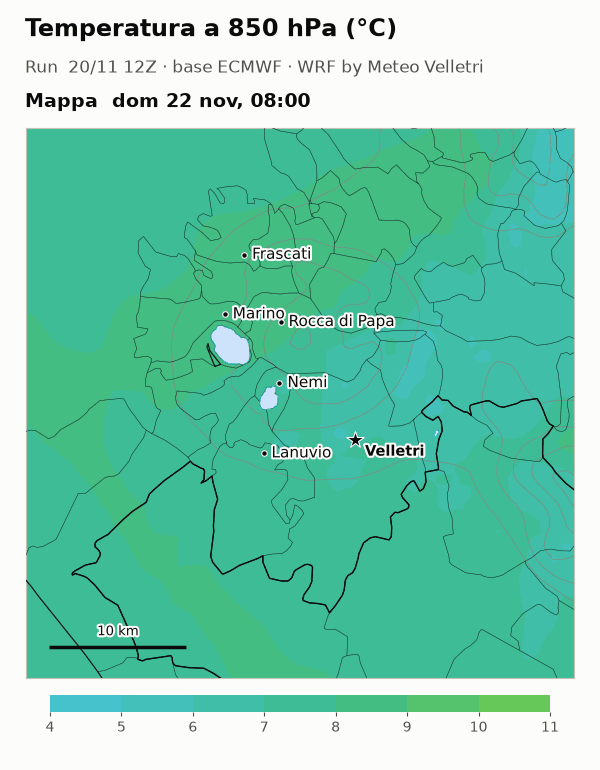 Temperatura a 850 hPa (°C)
Run  20/11 12Z · base ECMWF · WRF by Meteo Velletri
Mappa  dom 22 nov, 08:00
Frascati
Marino
Rocca di Papa
Nemi
Velletri
Lanuvio
10 km
4 5 6 7 8 9 10 11